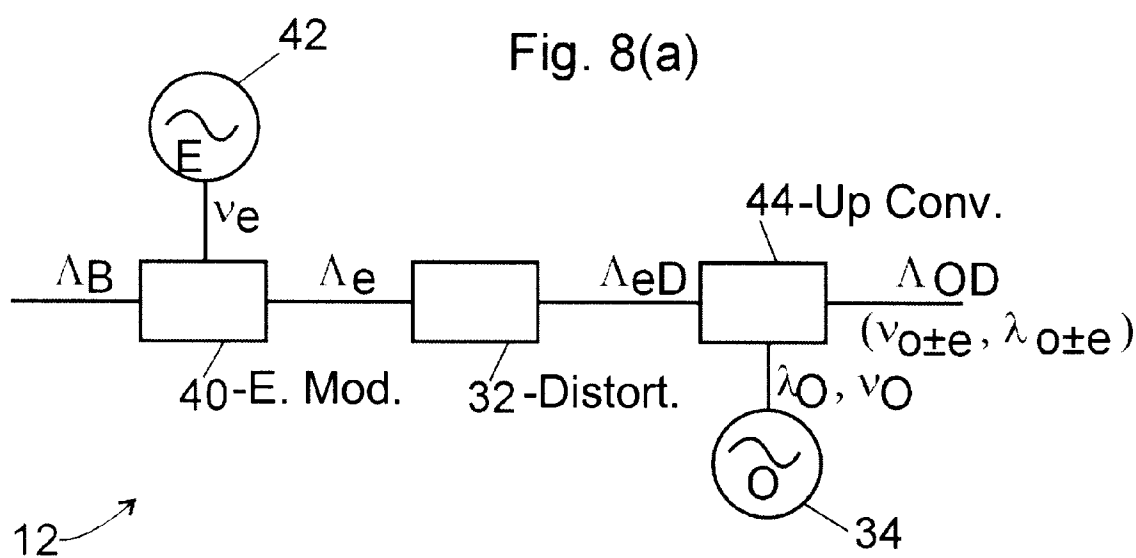 42
Fig. 8(a)
E
νe
44-Up Conv.
ΛB
Λe
ΛeD
ΛOD
(νo±e, λo±e)
40-E. Mod.
32-Distort.
λO, νO
O
12
34